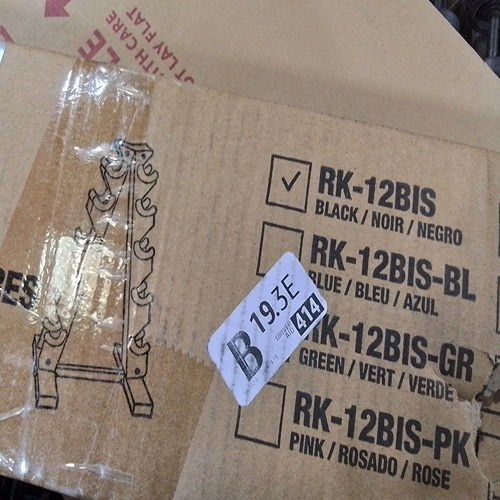 WITH CARE
LAY FLAT
RK-12BIS
BLACK / NOIR / NEGRO
RK-12BIS-BL
BLUE / BLEU / AZUL
B
19.3E
414
RK-12BIS-GR
GREEN / VERT / VERDE
RK-12BIS-PK
PINK / ROSADO / ROSE